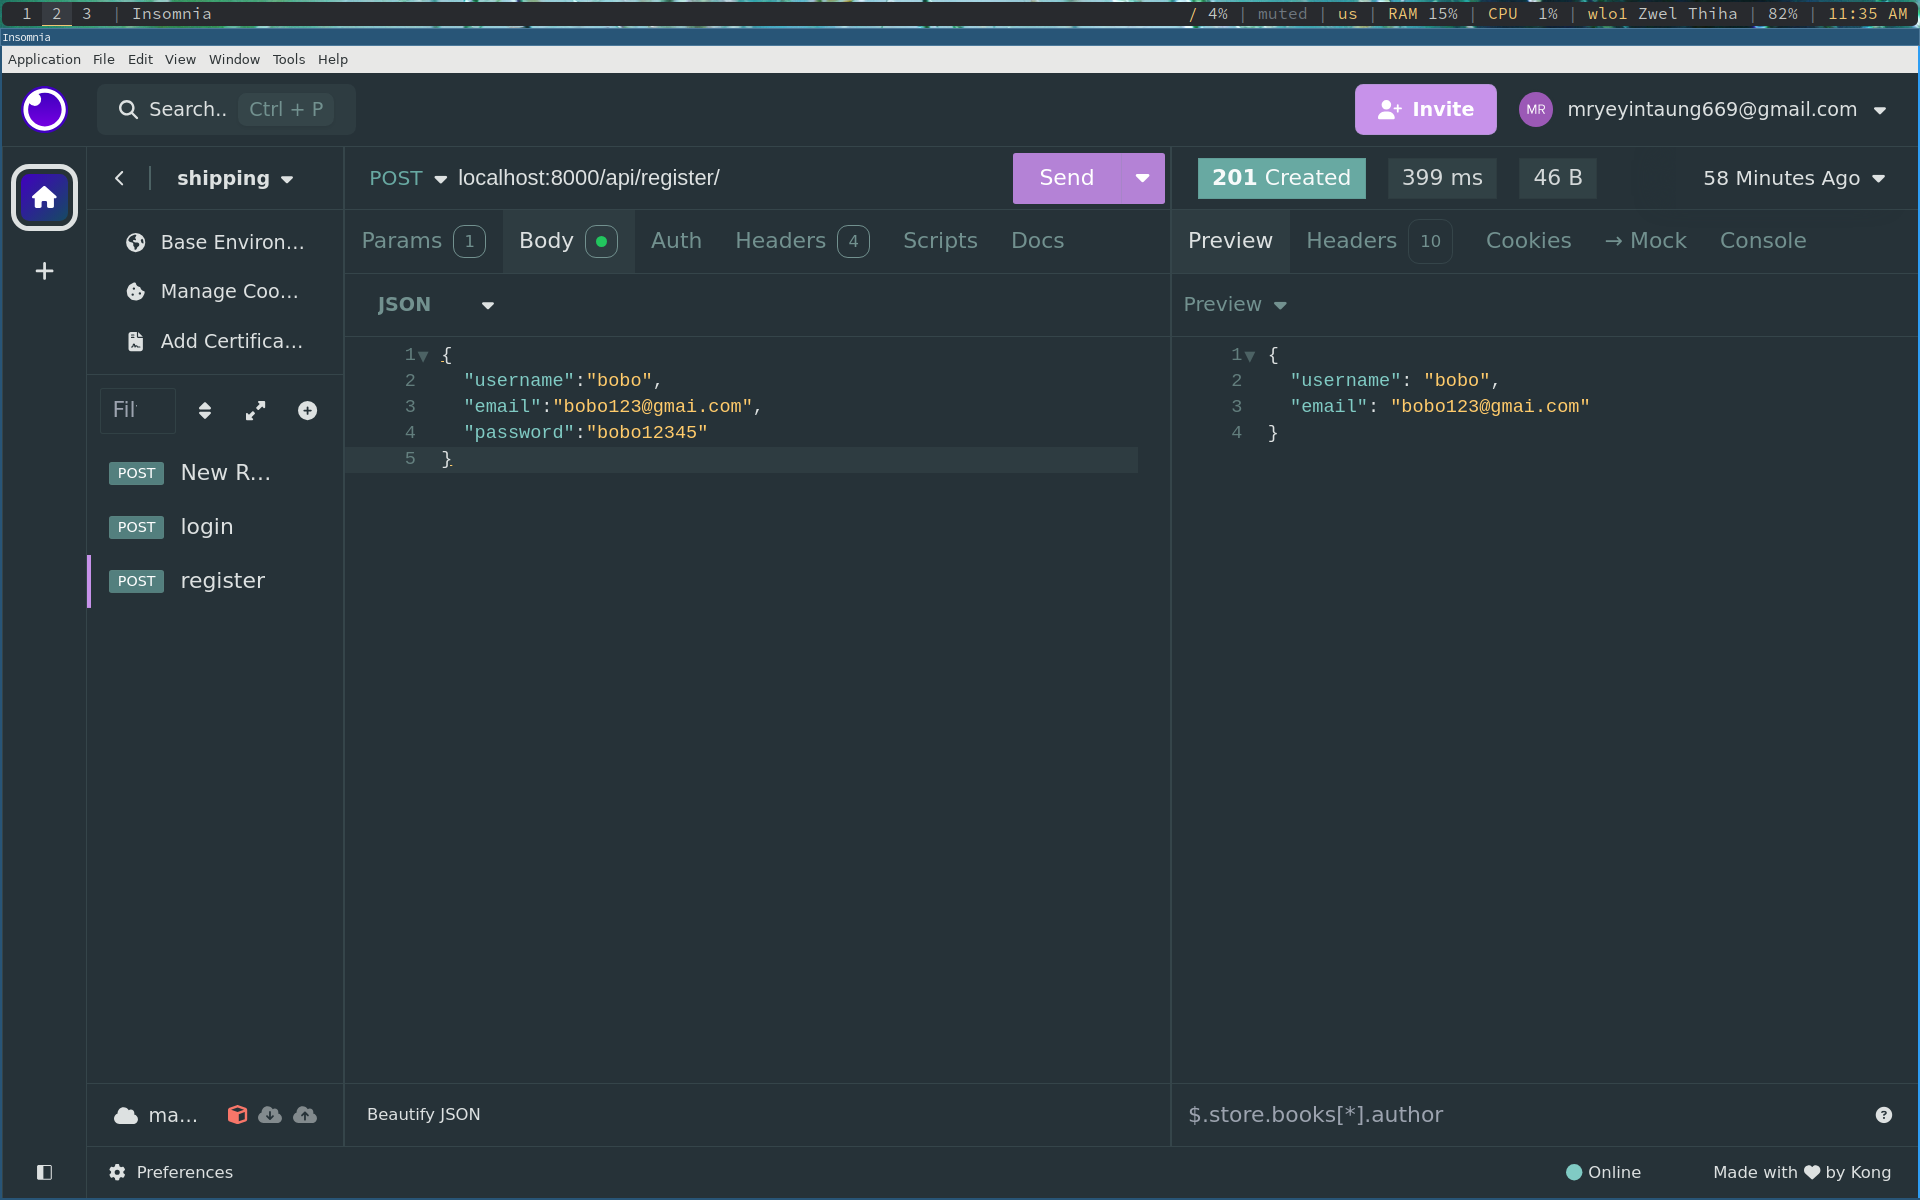 1 2 3 | Insomnia / 4% | muted | us | RAM 15% | CPU 1% | wlo1 Zwel Thiha | 82% | 11:35 AM
Insomnia
Application File Edit View Window Tools Help
Search.. Ctrl + P Invite MR mryeyintaung669@gmail.com
shipping POST localhost:8000/api/register/ Send 201 Created 399 ms 46 B 58 Minutes Ago
Base Environ...
Manage Coo...
Add Certifica...
Fil
POST New R...
POST login
POST register
Params 1 Body Auth Headers 4 Scripts Docs
JSON
1 {
2 "username":"bobo",
3 "email":"bobo123@gmai.com",
4 "password":"bobo12345"
5 }
Preview Headers 10 Cookies → Mock Console
Preview
1 {
2 "username": "bobo",
3 "email": "bobo123@gmai.com"
4 }
ma... Beautify JSON $.store.books[*].author ?
Preferences Online Made with ♥ by Kong